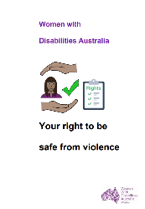 Women with
Disabilities Australia
Rights
Your right to be
safe from violence